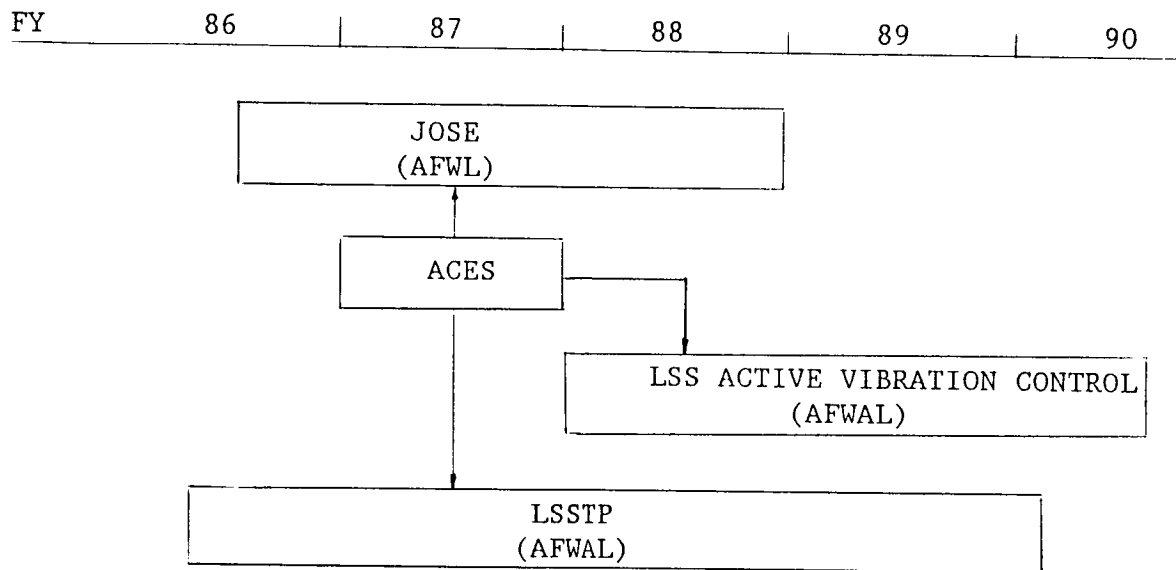 FY 86 87 88 89 90
JOSE
(AFWL)
ACES
LSS ACTIVE VIBRATION CONTROL
(AFWAL)
LSSTP
(AFWAL)